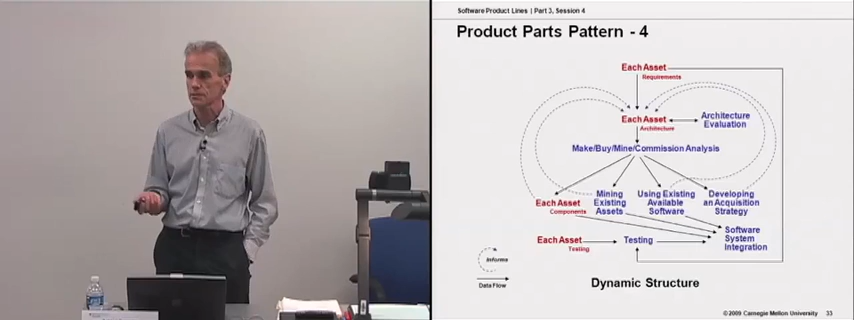 Software Product Lines | Part 3, Session 4
Product Parts Pattern - 4
Each Asset
Requirements
Each Asset
Architecture
Architecture
Evaluation
Make/Buy/Mine/Commission Analysis
Each Asset
Components
Mining
Existing
Assets
Using Existing
Available
Software
Developing
an Acquisition
Strategy
Each Asset
Testing
Testing
Software
System
Integration
Informs
Data Flow
Dynamic Structure
© 2009 Carnegie Mellon University 33